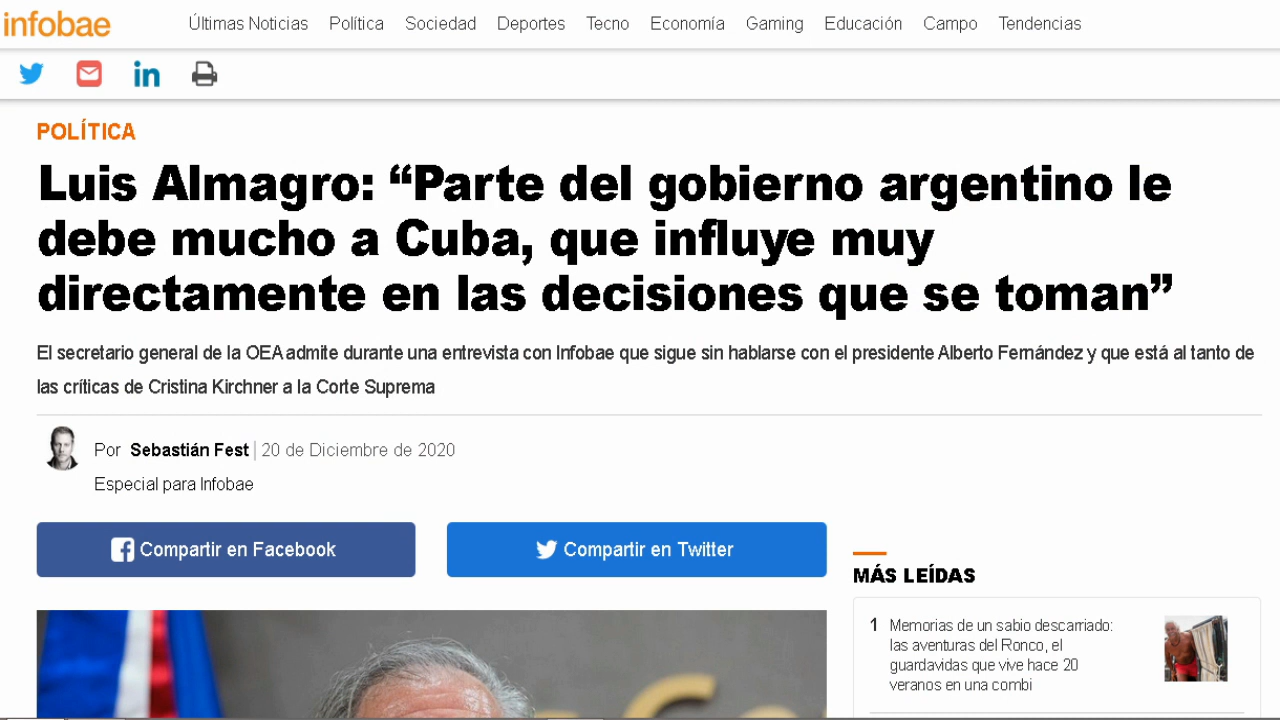 infobae
Últimas Noticias Política Sociedad Deportes Tecno Economía Gaming Educación Campo Tendencias
in
POLÍTICA
Luis Almagro: “Parte del gobierno argentino le
debe mucho a Cuba, que influye muy
directamente en las decisiones que se toman”
El secretario general de la OEA admite durante una entrevista con Infobae que sigue sin hablarse con el presidente Alberto Fernández y que está al tanto de
las críticas de Cristina Kirchner a la Corte Suprema
Por Sebastián Fest | 20 de Diciembre de 2020
Especial para Infobae
Compartir en Facebook
Compartir en Twitter
MÁS LEÍDAS
1 Memorias de un sabio descarriado:
las aventuras del Ronco, el
guardavidas que vive hace 20
veranos en una combi